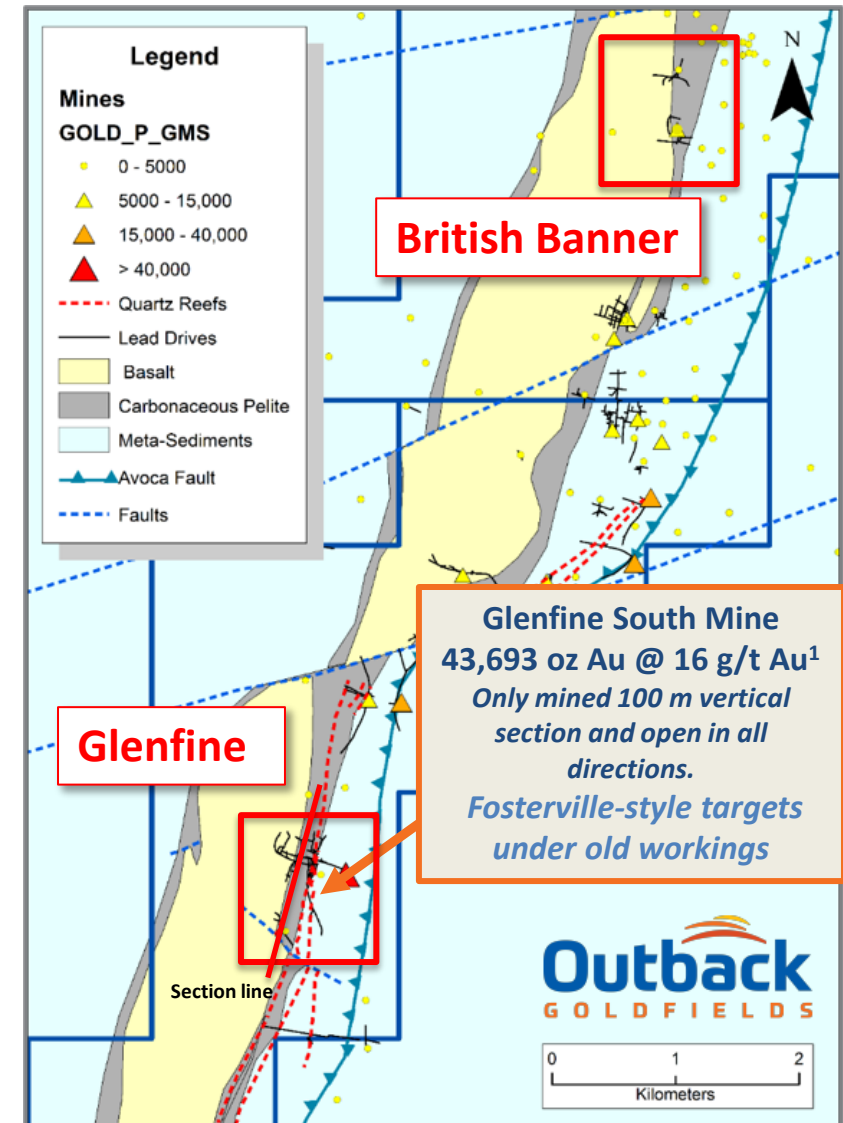 Legend
Mines
GOLD_P_GMS
0 - 5000
5000 - 15,000
15,000 - 40,000
> 40,000
Quartz Reefs
Lead Drives
Basalt
Carbonaceous Pelite
Meta-Sediments
Avoca Fault
Faults
N
British Banner
Glenfine South Mine
43,693 oz Au @ 16 g/t Au¹
Only mined 100 m vertical
section and open in all
directions.
Fosterville-style targets
under old workings
Glenfine
Section line
Outback
GOLDFIELDS
0 1 2
Kilometers